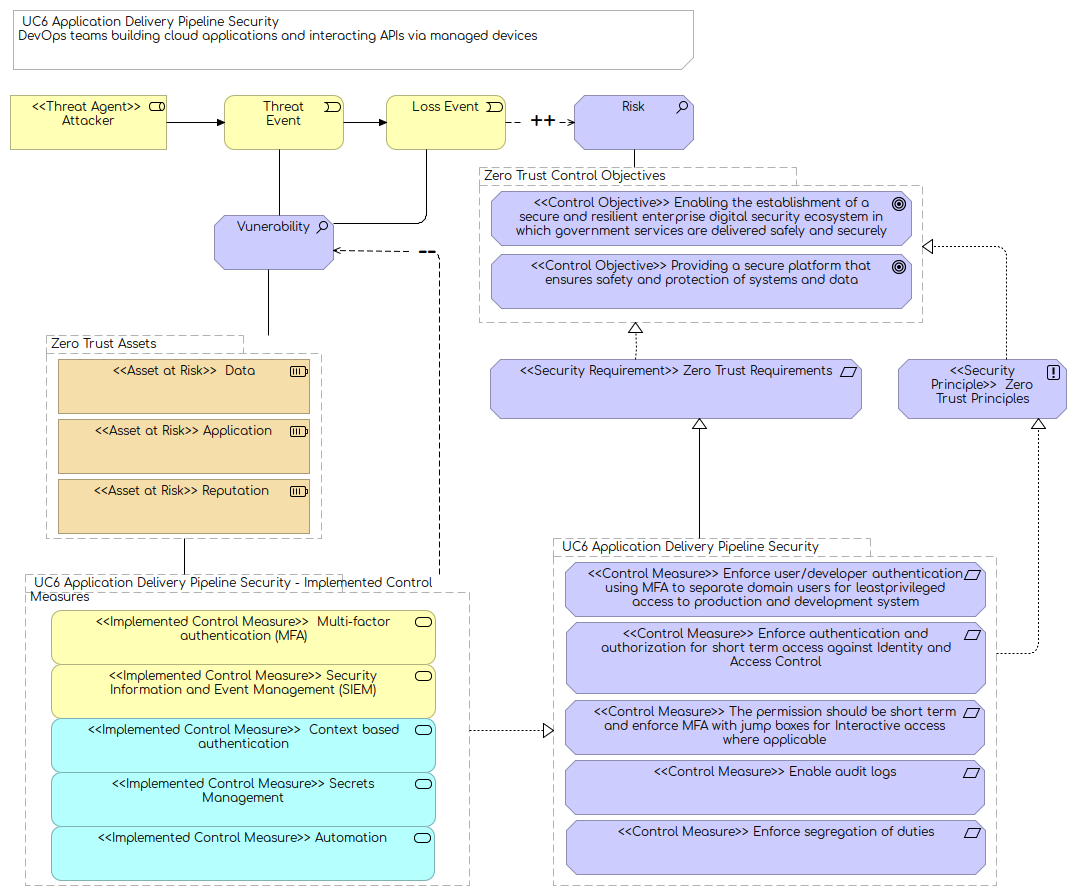 UC6 Application Delivery Pipeline Security
DevOps teams building cloud applications and interacting APIs via managed devices
<<Threat Agent>>
Attacker
Threat
Event
Loss Event
++
Risk
Zero Trust Control Objectives
<<Control Objective>> Enabling the establishment of a
secure and resilient enterprise digital security ecosystem in
which government services are delivered safely and securely
<<Control Objective>> Providing a secure platform that
ensures safety and protection of systems and data
Vunerability
--
Zero Trust Assets
<<Asset at Risk>> Data
<<Asset at Risk>> Application
<<Asset at Risk>> Reputation
<<Security Requirement>> Zero Trust Requirements
<<Security
Principle>> Zero
Trust Principles
UC6 Application Delivery Pipeline Security - Implemented Control
Measures
<<Implemented Control Measure>> Multi-factor
authentication (MFA)
<<Implemented Control Measure>> Security
Information and Event Management (SIEM)
<<Implemented Control Measure>> Context based
authentication
<<Implemented Control Measure>> Secrets
Management
<<Implemented Control Measure>> Automation
UC6 Application Delivery Pipeline Security
<<Control Measure>> Enforce user/developer authentication
using MFA to separate domain users for leastprivileged
access to production and development system
<<Control Measure>> Enforce authentication and
authorization for short term access against Identity and
Access Control
<<Control Measure>> The permission should be short term
and enforce MFA with jump boxes for Interactive access
where applicable
<<Control Measure>> Enable audit logs
<<Control Measure>> Enforce segregation of duties